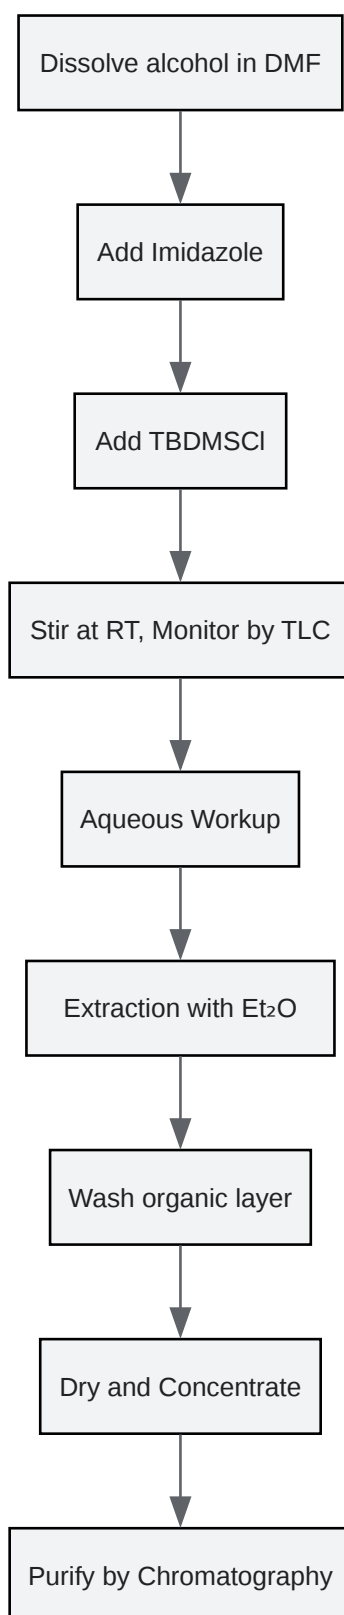 Dissolve alcohol in DMF
Add Imidazole
Add TBDMSCl
Stir at RT, Monitor by TLC
Aqueous Workup
Extraction with Et₂O
Wash organic layer
Dry and Concentrate
Purify by Chromatography